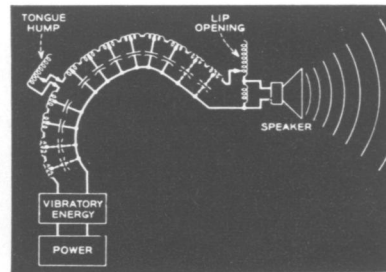 TONGUE
HUMP
LIP
OPENING
SPEAKER
VIBRATORY
ENERGY
POWER